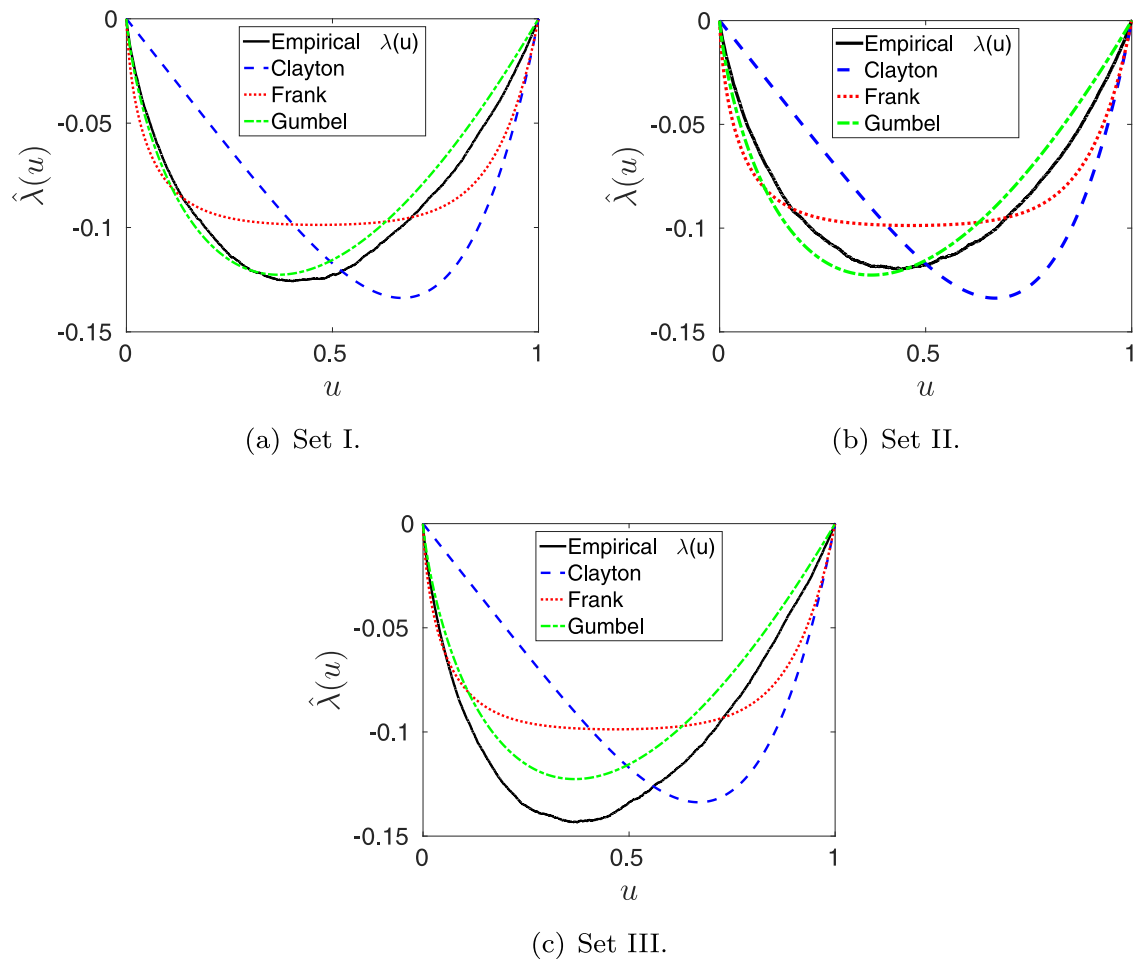 0
-0.05
-0.1
-0.15
0
0.5
1
λ̂(u)
u
Empirical λ(u)
Clayton
Frank
Gumbel
(a) Set I.
0
-0.05
-0.1
-0.15
0
0.5
1
λ̂(u)
u
Empirical λ(u)
Clayton
Frank
Gumbel
(b) Set II.
0
-0.05
-0.1
-0.15
0
0.5
1
λ̂(u)
u
Empirical λ(u)
Clayton
Frank
Gumbel
(c) Set III.